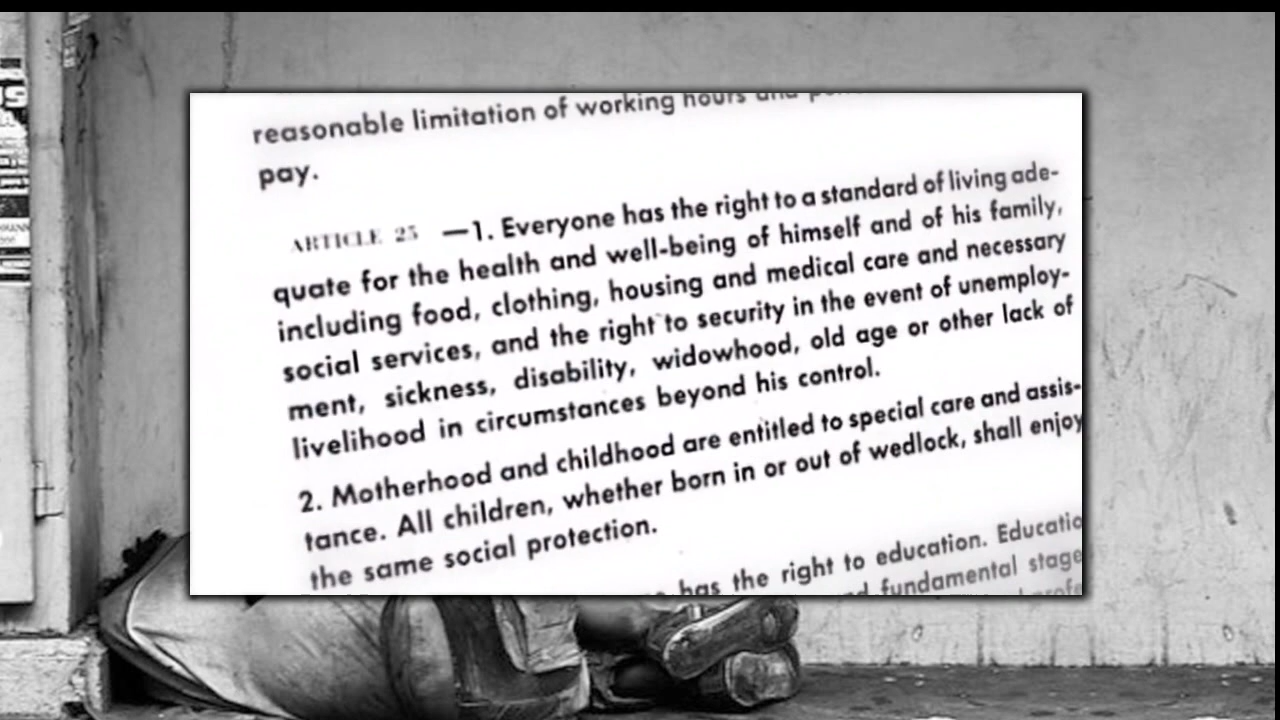 reasonable limitation of working hours and
pay.
ARTICLE 25 —1. Everyone has the right to a standard of living ade-
quate for the health and well-being of himself and of his family,
including food, clothing, housing and medical care and necessary
social services, and the right to security in the event of unemploy-
ment, sickness, disability, widowhood, old age or other lack of
livelihood in circumstances beyond his control.
2. Motherhood and childhood are entitled to special care and assis-
tance. All children, whether born in or out of wedlock, shall enjoy
the same social protection.
has the right to education. Educatio
fundamental stage